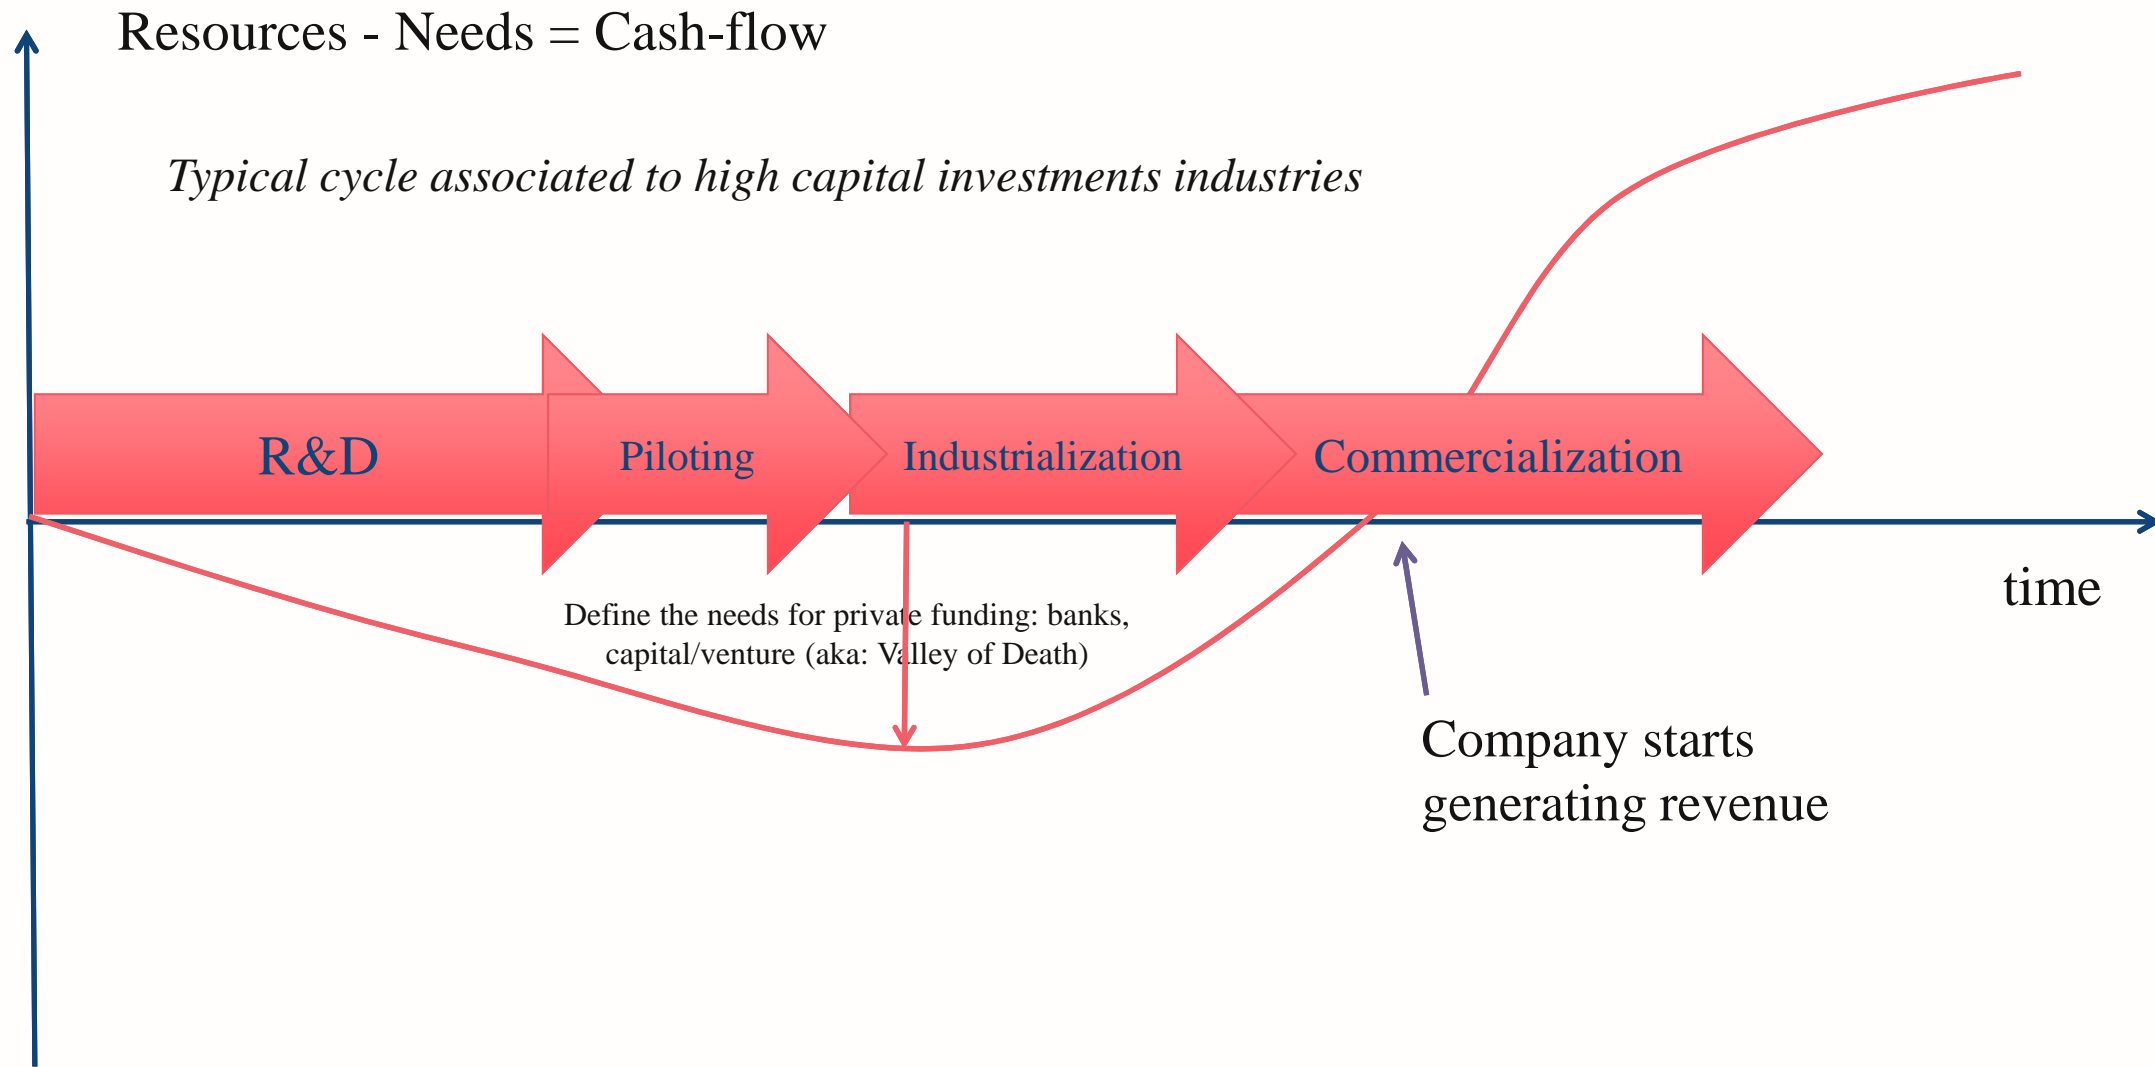 Resources - Needs = Cash-flow
Typical cycle associated to high capital investments industries
R&D
Piloting
Industrialization
Commercialization
time
Define the needs for private funding: banks,
capital/venture (aka: Valley of Death)
Company starts
generating revenue